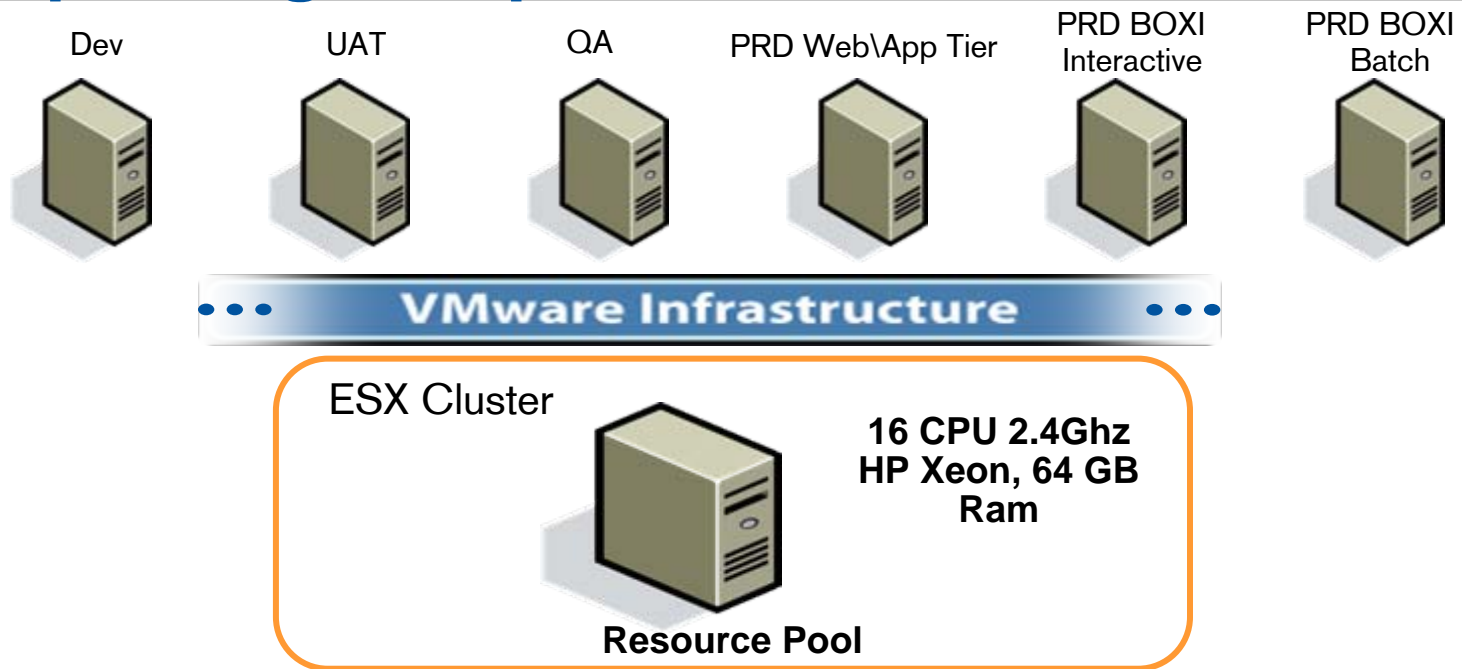 Dev
UAT
QA
PRD Web\App Tier
PRD BOXI
Interactive
PRD BOXI
Batch
VMware Infrastructure
ESX Cluster
16 CPU 2.4Ghz
HP Xeon, 64 GB
Ram
Resource Pool